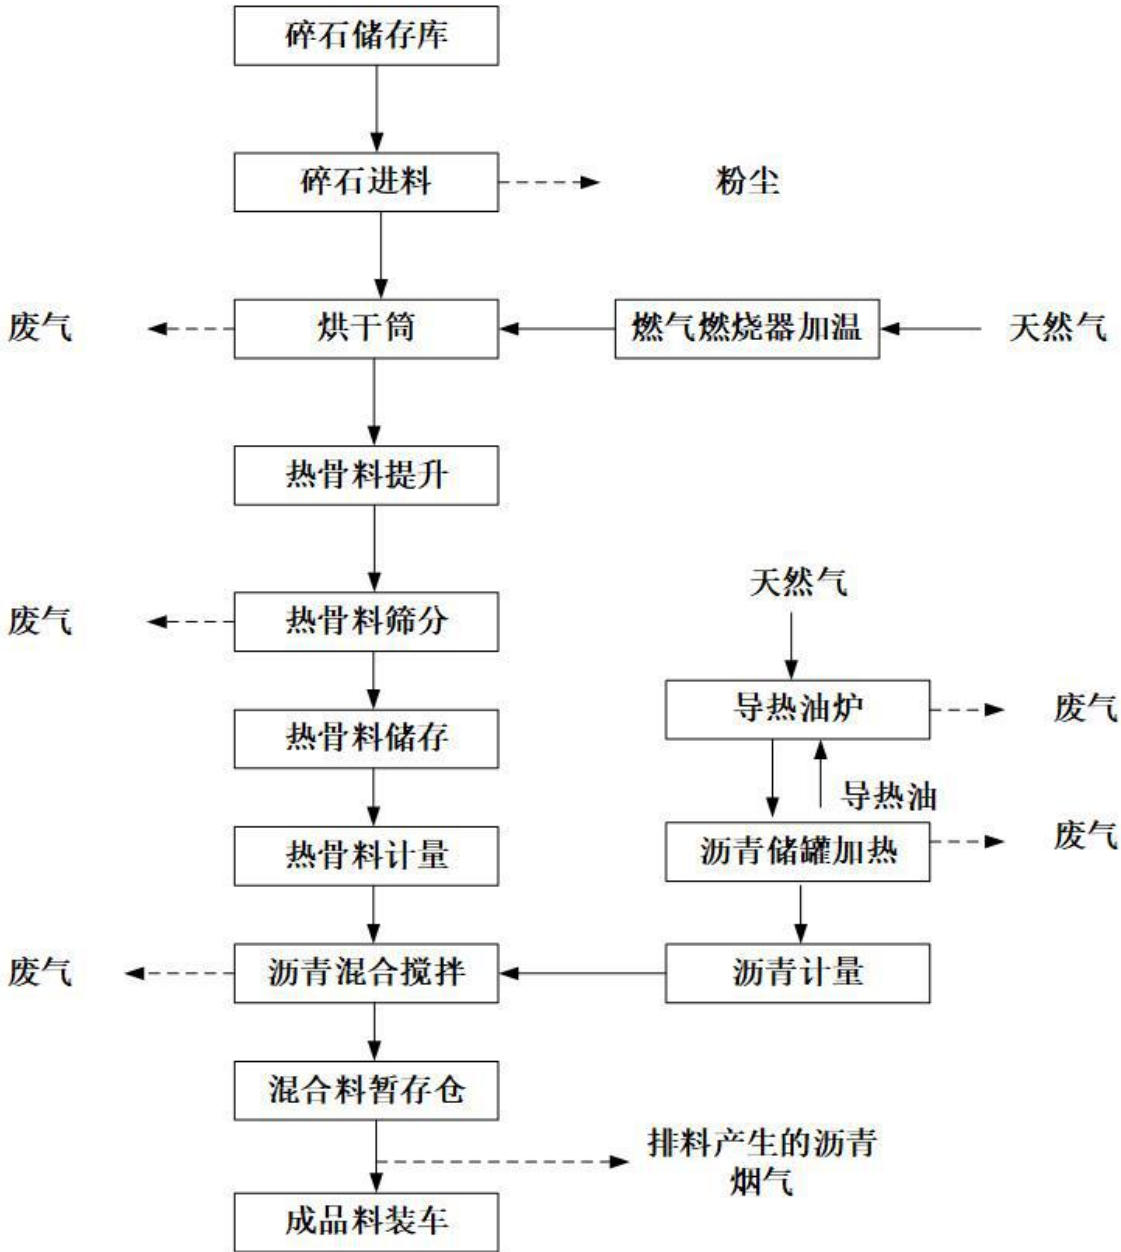 碎石储存库
碎石进料
粉尘
废气
烘干筒
燃气燃烧器加温
天然气
热骨料提升
天然气
废气
热骨料筛分
导热油炉
废气
热骨料储存
导热油
热骨料计量
沥青储罐加热
废气
废气
沥青混合搅拌
沥青计量
混合料暂存仓
排料产生的沥青
烟气
成品料装车